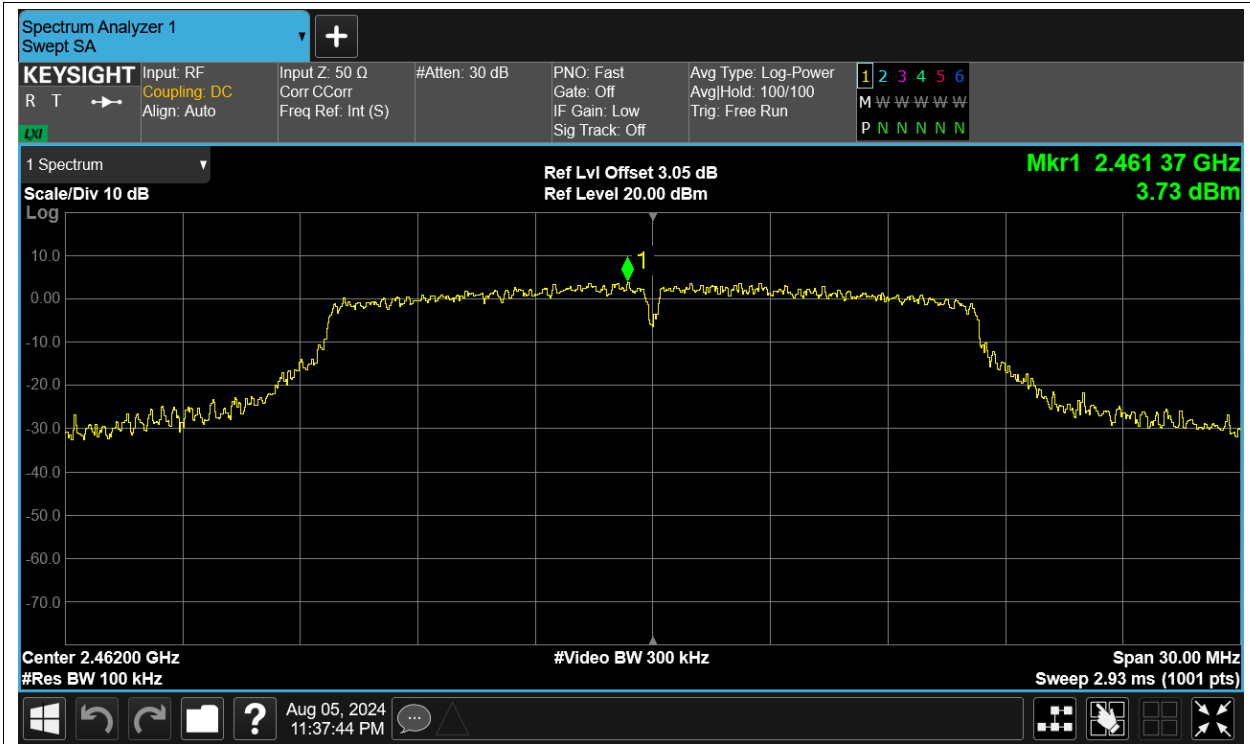 Spectrum Analyzer 1
Swept SA
KEYSIGHT
R T
LXI
Input: RF
Coupling: DC
Align: Auto
Input Z: 50 Ω
Corr CCorr
Freq Ref: Int (S)
#Atten: 30 dB
PNO: Fast
Gate: Off
IF Gain: Low
Sig Track: Off
Avg Type: Log-Power
Avg|Hold: 100/100
Trig: Free Run
1 2 3 4 5 6
M W W W W W
P N N N N N
1 Spectrum
Scale/Div 10 dB
Log
Ref Lvl Offset 3.05 dB
Ref Level 20.00 dBm
Mkr1 2.461 37 GHz
3.73 dBm
1
10.0
0.00
-10.0
-20.0
-30.0
-40.0
-50.0
-60.0
-70.0
Center 2.46200 GHz
#Video BW 300 kHz
Span 30.00 MHz
#Res BW 100 kHz
Sweep 2.93 ms (1001 pts)
?
Aug 05, 2024
11:37:44 PM